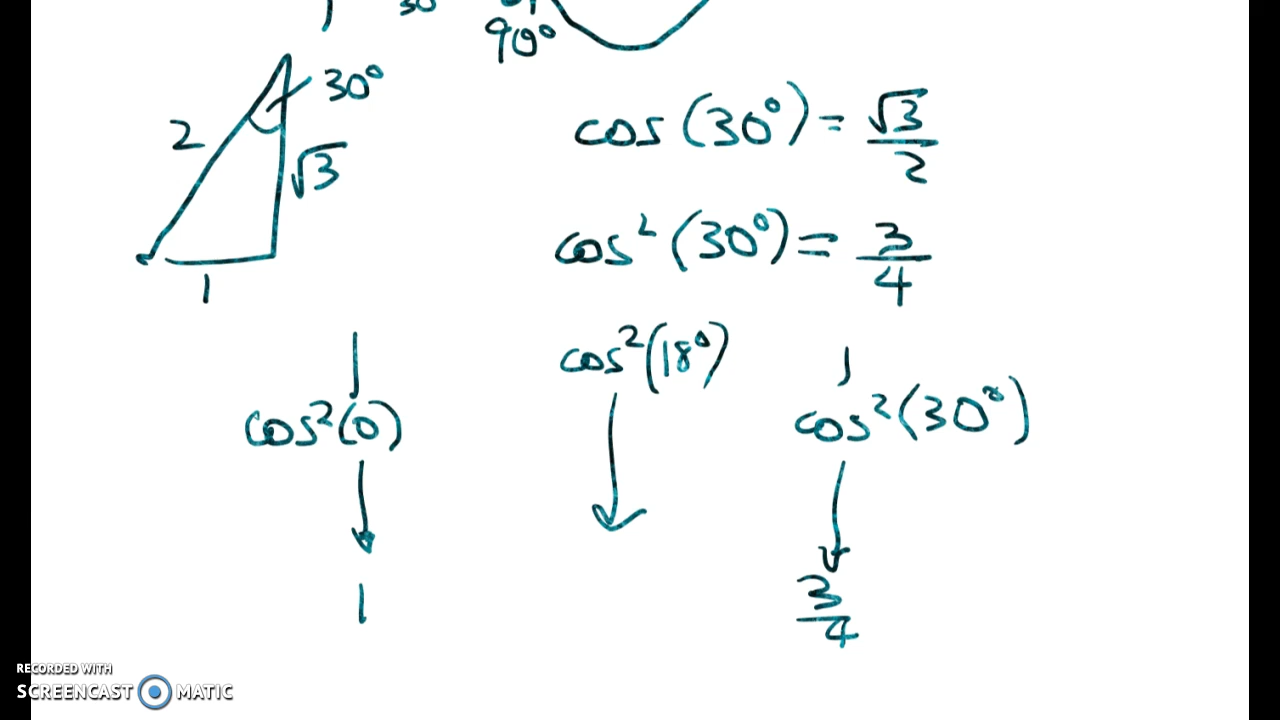 30
90°
30°
2
√3
1
cos (30°) = √3/2
cos² (30°) = 3/4
cos²(0)
cos²(18°)
cos²(30°)
1
3/4
RECORDED WITH
SCREENCAST MATIC